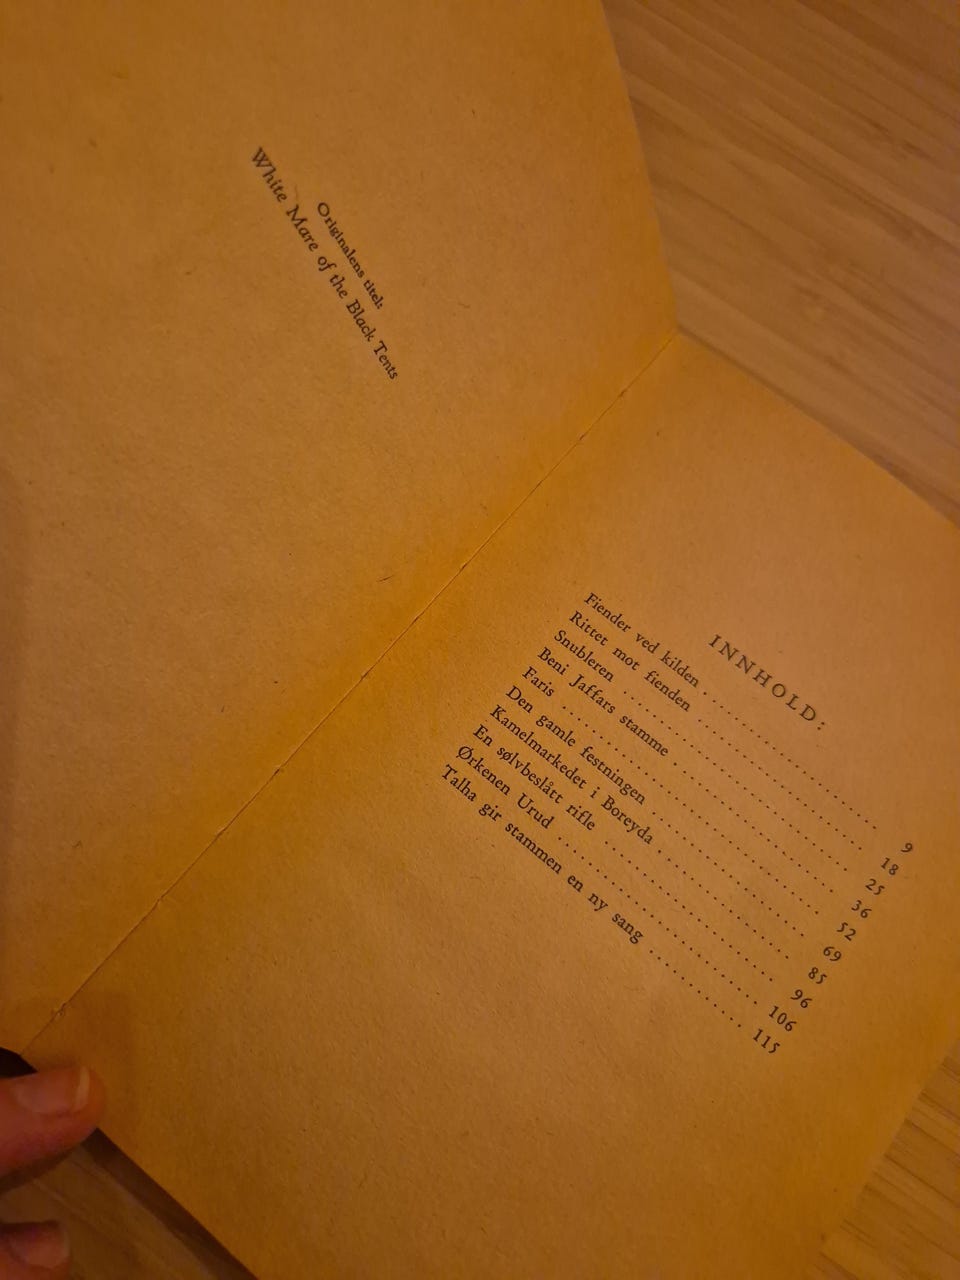 Originalens titel:
White Mare of the Black Tents
INNHOLD:
Fiender ved kilden . . . . . . . . . . . . . . . . . . 9
Rittet mot fienden . . . . . . . . . . . . . . . . . . 18
Snubleren . . . . . . . . . . . . . . . . . . . . . . . . 25
Beni Jaffars stamme . . . . . . . . . . . . . . . . . 36
Faris . . . . . . . . . . . . . . . . . . . . . . . . . . . . 52
Den gamle festningen . . . . . . . . . . . . . . . . 69
Kamelmarkedet i Boreyda . . . . . . . . . . . . . 85
En sølvbeslått rifle . . . . . . . . . . . . . . . . . . 96
Ørkenen Urud . . . . . . . . . . . . . . . . . . . . . 106
Talha gir stammen en ny sang . . . . . . . . . . 115